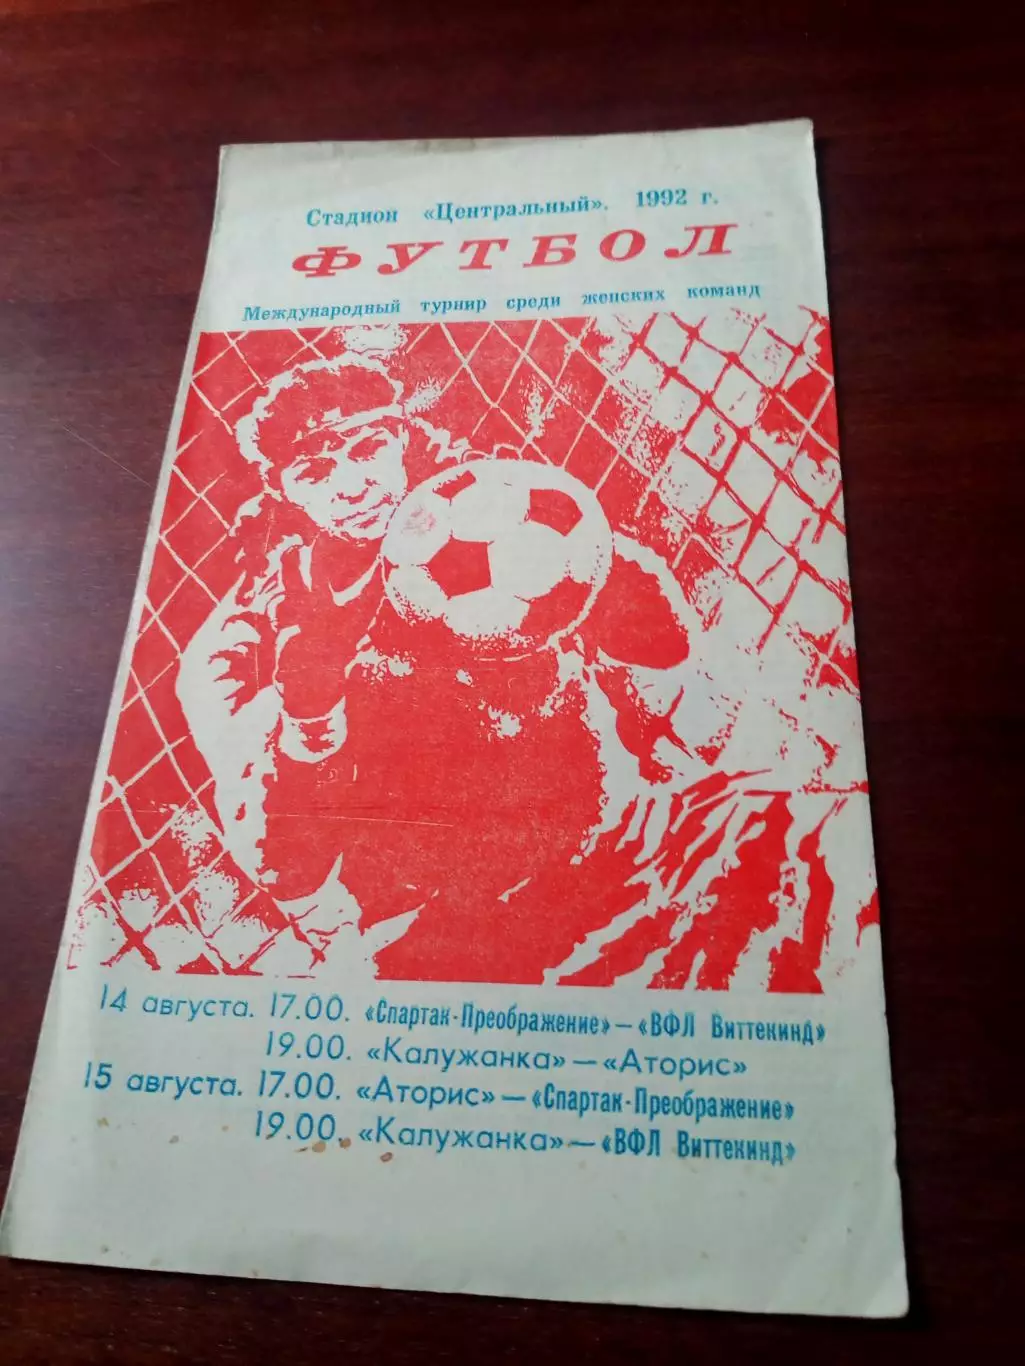 Стадион «Центральный». 1992 г.
ФУТБОЛ
Международный турнир среди женских команд
14 августа. 17.00. «Спартак-Преображение» — «ВФЛ Виттекинд»
19.00. «Калужанка» — «Аторис»
15 августа. 17.00. «Аторис» — «Спартак-Преображение»
19.00. «Калужанка» — «ВФЛ Виттекинд»